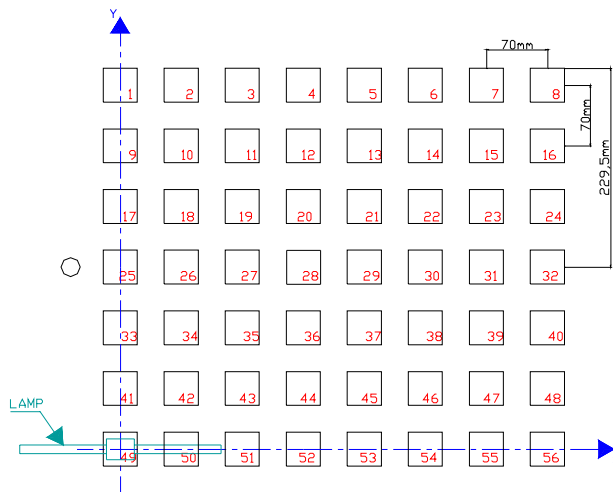 Y
70mm
1 2 3 4 5 6 7 8
70mm
229,5mm
9 10 11 12 13 14 15 16
17 18 19 20 21 22 23 24
25 26 27 28 29 30 31 32
33 34 35 36 37 38 39 40
41 42 43 44 45 46 47 48
LAMP
49 50 51 52 53 54 55 56